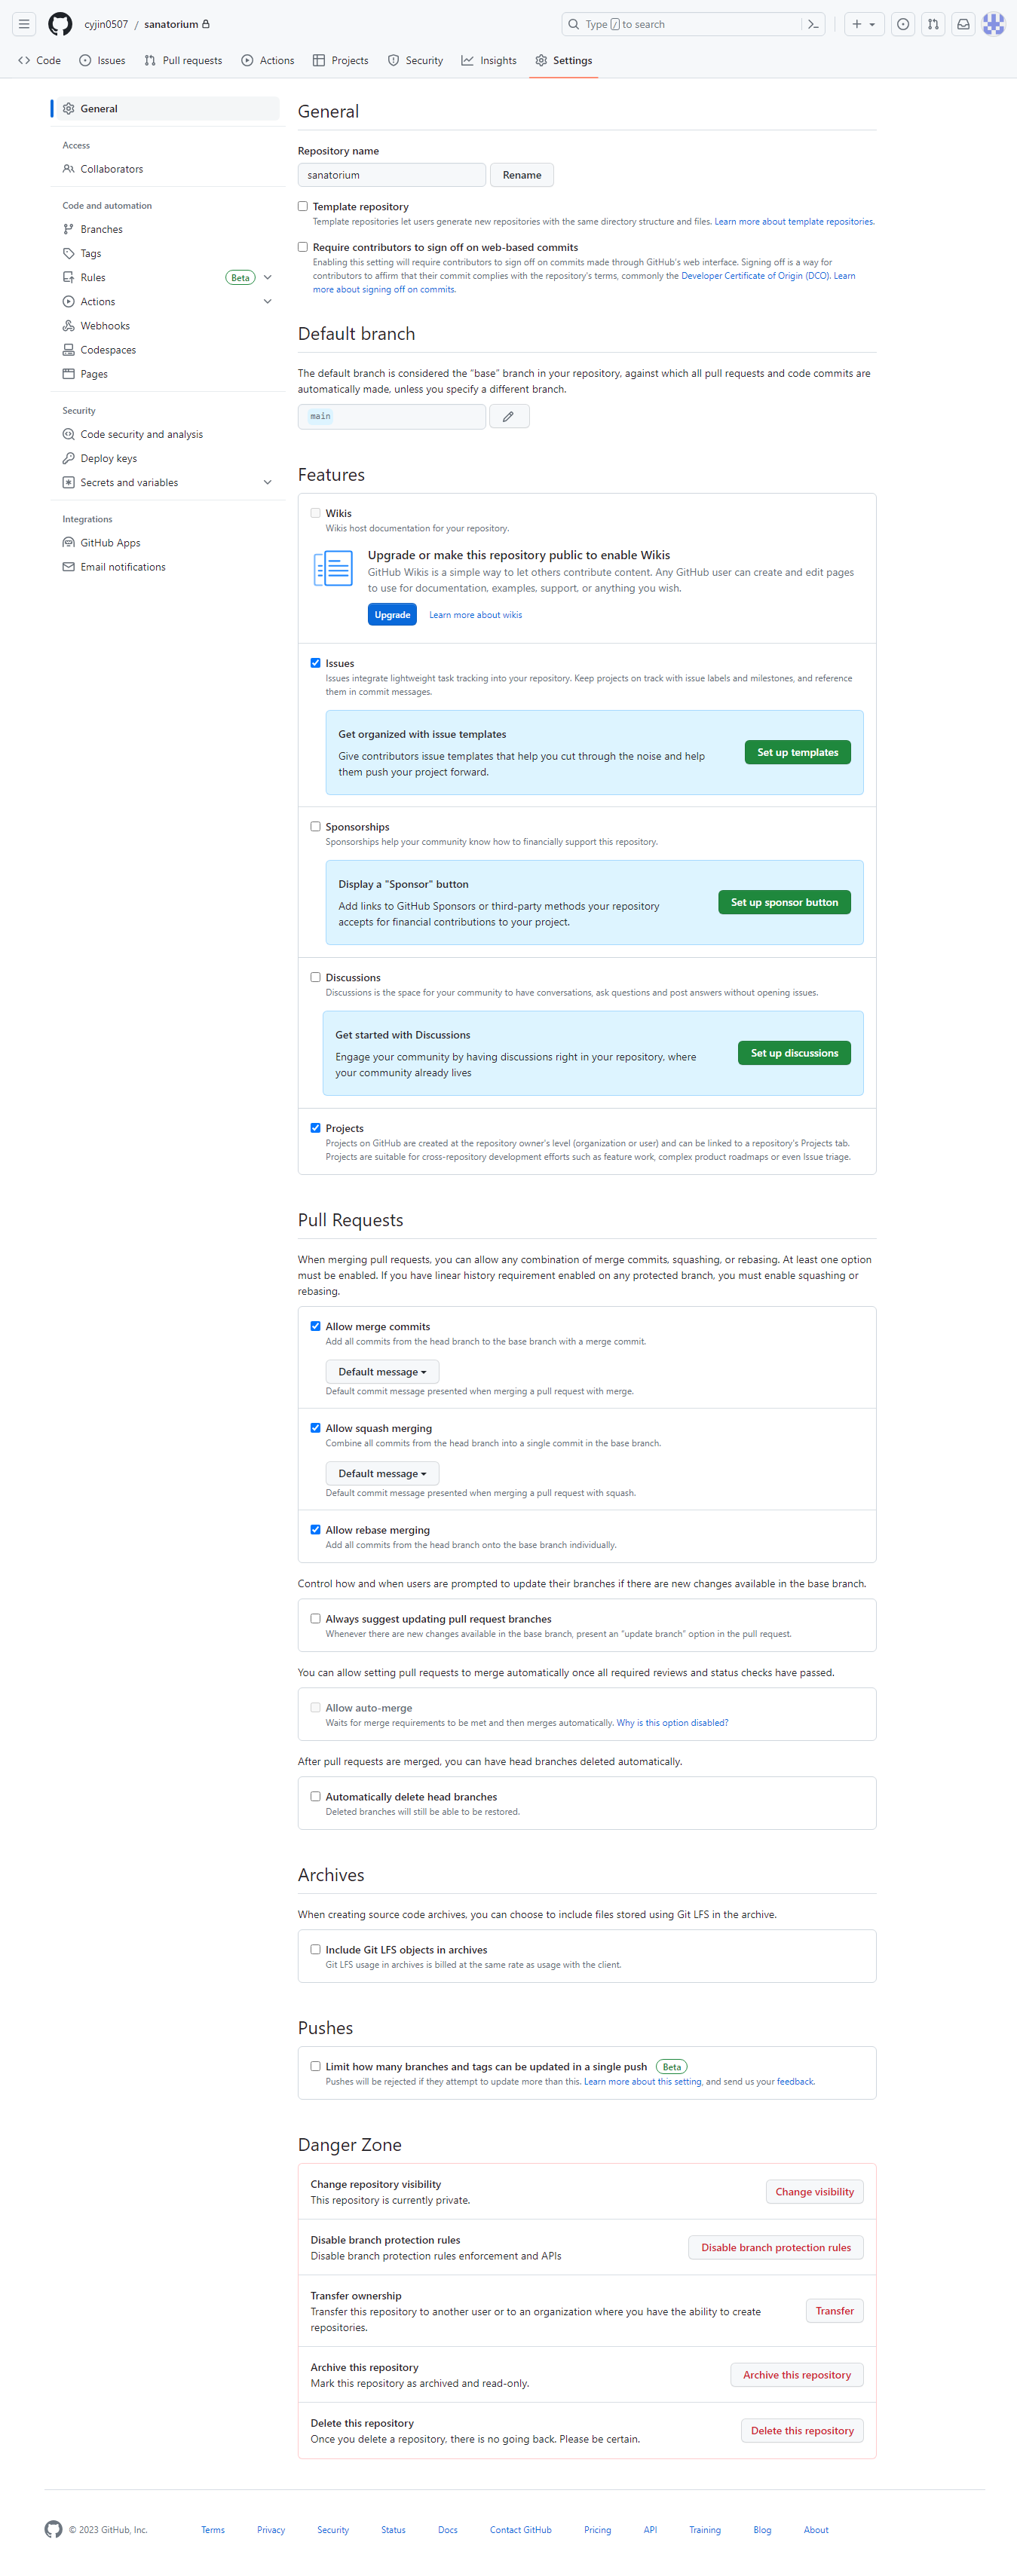 cyjin0507 / sanatorium
Type / to search
Code
Issues
Pull requests
Actions
Projects
Security
Insights
Settings
General
Access
Collaborators
Code and automation
Branches
Tags
Rules
Beta
Actions
Webhooks
Codespaces
Pages
Security
Code security and analysis
Deploy keys
Secrets and variables
Integrations
GitHub Apps
Email notifications
General
Repository name
sanatorium
Rename
Template repository
Template repositories let users generate new repositories with the same directory structure and files. Learn more about template repositories.
Require contributors to sign off on web-based commits
Enabling this setting will require contributors to sign off on commits made through GitHub's web interface. Signing off is a way for
contributors to affirm that their commit complies with the repository's terms, commonly the Developer Certificate of Origin (DCO). Learn
more about signing off on commits.
Default branch
The default branch is considered the “base” branch in your repository, against which all pull requests and code commits are
automatically made, unless you specify a different branch.
main
Features
Wikis
Wikis host documentation for your repository.
Upgrade or make this repository public to enable Wikis
GitHub Wikis is a simple way to let others contribute content. Any GitHub user can create and edit pages
to use for documentation, examples, support, or anything you wish.
Upgrade
Learn more about wikis
Issues
Issues integrate lightweight task tracking into your repository. Keep projects on track with issue labels and milestones, and reference
them in commit messages.
Get organized with issue templates
Give contributors issue templates that help you cut through the noise and help
them push your project forward.
Set up templates
Sponsorships
Sponsorships help your community know how to financially support this repository.
Display a "Sponsor" button
Add links to GitHub Sponsors or third-party methods your repository
accepts for financial contributions to your project.
Set up sponsor button
Discussions
Discussions is the space for your community to have conversations, ask questions and post answers without opening issues.
Get started with Discussions
Engage your community by having discussions right in your repository, where
your community already lives
Set up discussions
Projects
Projects on GitHub are created at the repository owner's level (organization or user) and can be linked to a repository's Projects tab.
Projects are suitable for cross-repository development efforts such as feature work, complex product roadmaps or even Issue triage.
Pull Requests
When merging pull requests, you can allow any combination of merge commits, squashing, or rebasing. At least one option
must be enabled. If you have linear history requirement enabled on any protected branch, you must enable squashing or
rebasing.
Allow merge commits
Add all commits from the head branch to the base branch with a merge commit.
Default message
Default commit message presented when merging a pull request with merge.
Allow squash merging
Combine all commits from the head branch into a single commit in the base branch.
Default message
Default commit message presented when merging a pull request with squash.
Allow rebase merging
Add all commits from the head branch onto the base branch individually.
Control how and when users are prompted to update their branches if there are new changes available in the base branch.
Always suggest updating pull request branches
Whenever there are new changes available in the base branch, present an “update branch” option in the pull request.
You can allow setting pull requests to merge automatically once all required reviews and status checks have passed.
Allow auto-merge
Waits for merge requirements to be met and then merges automatically. Why is this option disabled?
After pull requests are merged, you can have head branches deleted automatically.
Automatically delete head branches
Deleted branches will still be able to be restored.
Archives
When creating source code archives, you can choose to include files stored using Git LFS in the archive.
Include Git LFS objects in archives
Git LFS usage in archives is billed at the same rate as usage with the client.
Pushes
Limit how many branches and tags can be updated in a single push Beta
Pushes will be rejected if they attempt to update more than this. Learn more about this setting, and send us your feedback.
Danger Zone
Change repository visibility
This repository is currently private.
Change visibility
Disable branch protection rules
Disable branch protection rules enforcement and APIs
Disable branch protection rules
Transfer ownership
Transfer this repository to another user or to an organization where you have the ability to create
repositories.
Transfer
Archive this repository
Mark this repository as archived and read-only.
Archive this repository
Delete this repository
Once you delete a repository, there is no going back. Please be certain.
Delete this repository
© 2023 GitHub, Inc.
Terms
Privacy
Security
Status
Docs
Contact GitHub
Pricing
API
Training
Blog
About